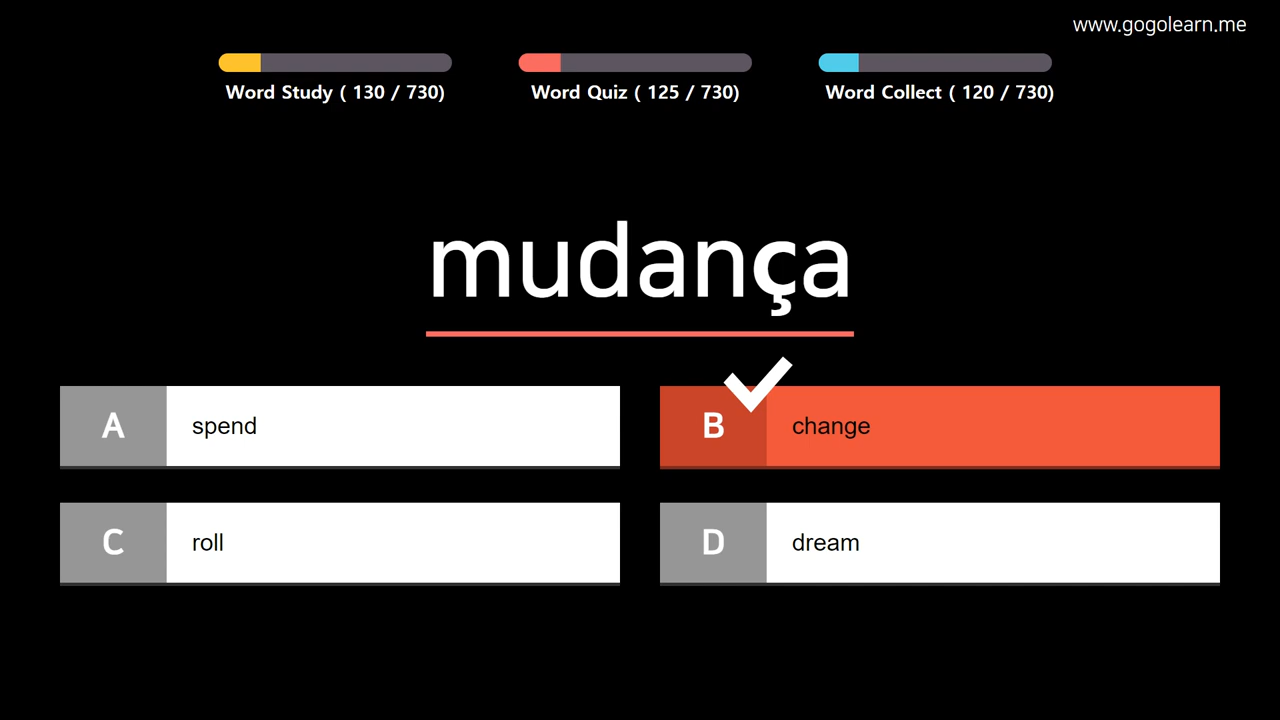 www.gogolearn.me
Word Study ( 130 / 730)
Word Quiz ( 125 / 730)
Word Collect ( 120 / 730)
mudança
A spend
B change
C roll
D dream